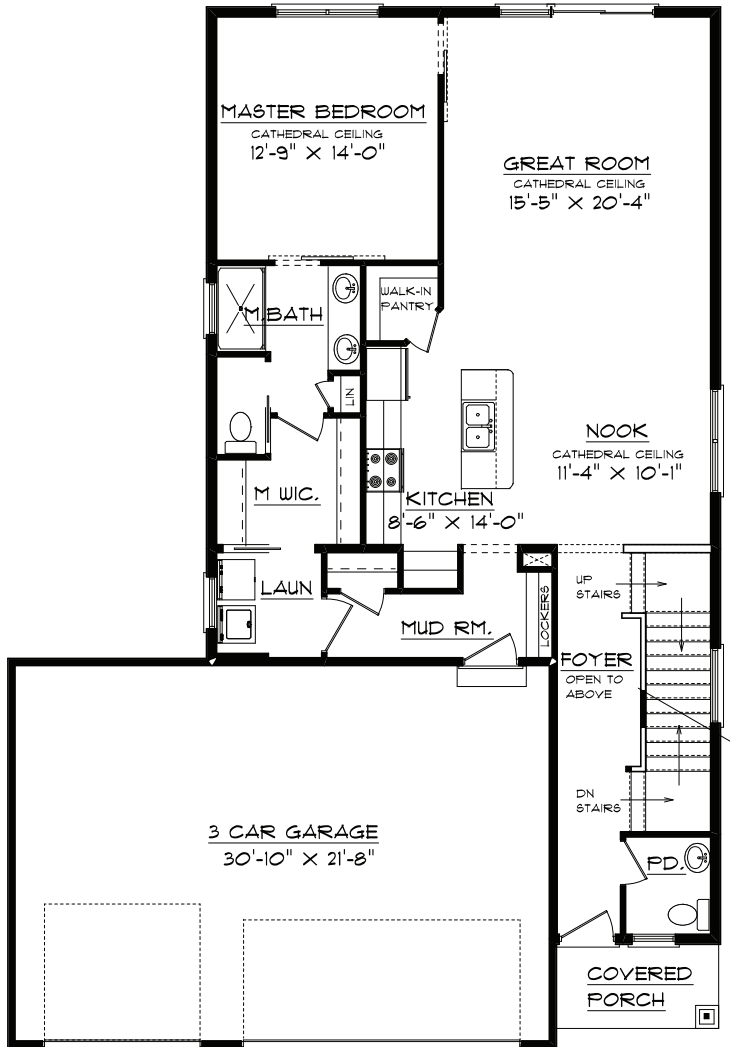 MASTER BEDROOM
CATHEDRAL CEILING
12'-9" X 14'-0"
GREAT ROOM
CATHEDRAL CEILING
15'-5" X 20'-4"
WALK-IN
PANTRY
M.BATH
LIN
NOOK
CATHEDRAL CEILING
11'-4" X 10'-1"
M WIC.
KITCHEN
8'-6" X 14'-0"
LAUN
UP
STAIRS
LOCKERS
MUD RM.
FOYER
OPEN TO
ABOVE
DN
STAIRS
3 CAR GARAGE
30'-10" X 21'-8"
PD.
COVERED
PORCH